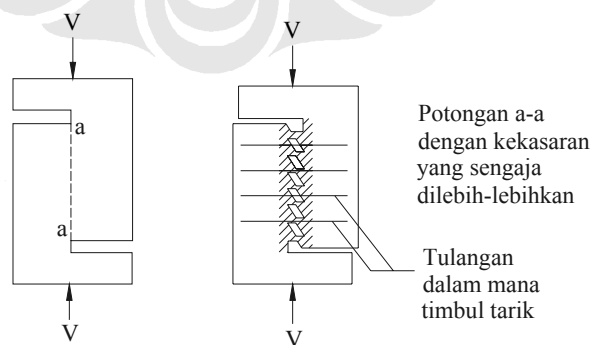 V
V
a
a
Potongan a-a
dengan kekasaran
yang sengaja
dilebih-lebihkan
Tulangan
dalam mana
timbul tarik
V
V